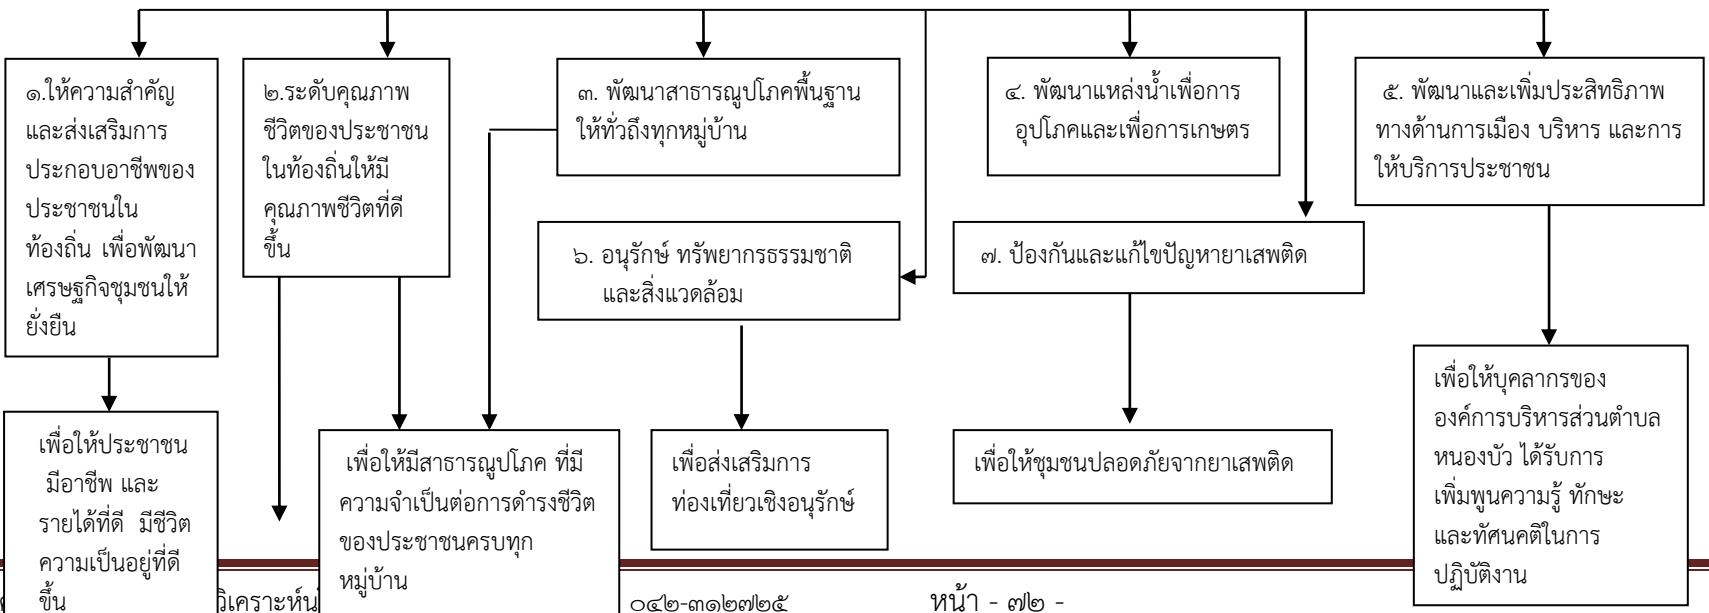 ๑.ให้ความสำคัญ
และส่งเสริมการ
ประกอบอาชีพของ
ประชาชนใน
ท้องถิ่น เพื่อพัฒนา
เศรษฐกิจชุมชนให้
ยั่งยืน
๒.ระดับคุณภาพ
ชีวิตของประชาชน
ในท้องถิ่นให้มี
คุณภาพชีวิตที่ดี
ขึ้น
๓. พัฒนาสาธารณูปโภคพื้นฐาน
ให้ทั่วถึงทุกหมู่บ้าน
๔. พัฒนาแหล่งน้ำเพื่อการ
อุปโภคและเพื่อการเกษตร
๕. พัฒนาและเพิ่มประสิทธิภาพ
ทางด้านการเมือง บริหาร และการ
ให้บริการประชาชน
๖. อนุรักษ์ ทรัพยากรธรรมชาติ
และสิ่งแวดล้อม
๗. ป้องกันและแก้ไขปัญหายาเสพติด
เพื่อให้ประชาชน
มีอาชีพ และ
รายได้ที่ดี มีชีวิต
ความเป็นอยู่ที่ดี
ขึ้น
เพื่อให้มีสาธารณูปโภค ที่มี
ความจำเป็นต่อการดำรงชีวิต
ของประชาชนครบทุก
หมู่บ้าน
เพื่อส่งเสริมการ
ท่องเที่ยวเชิงอนุรักษ์
เพื่อให้ชุมชนปลอดภัยจากยาเสพติด
เพื่อให้บุคลากรของ
องค์การบริหารส่วนตำบล
หนองบัว ได้รับการ
เพิ่มพูนความรู้ ทักษะ
และทัศนคติในการ
ปฏิบัติงาน
๐๔๒-๓๑๒๗๒๕ หน้า - ๗๒ -